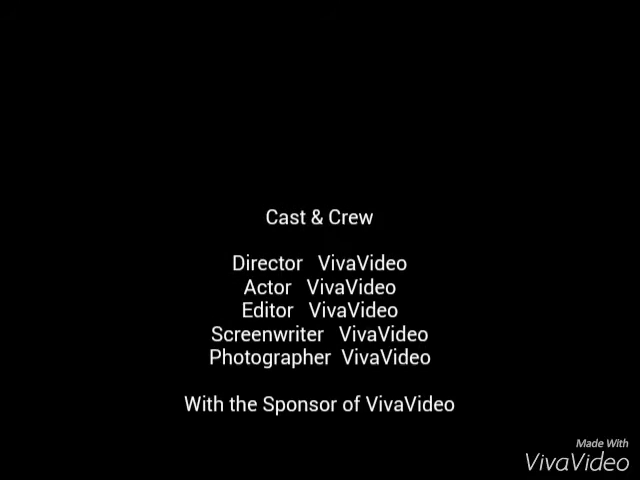 Cast & Crew
Director VivaVideo
Actor VivaVideo
Editor VivaVideo
Screenwriter VivaVideo
Photographer VivaVideo
With the Sponsor of VivaVideo
Made With
VivaVideo